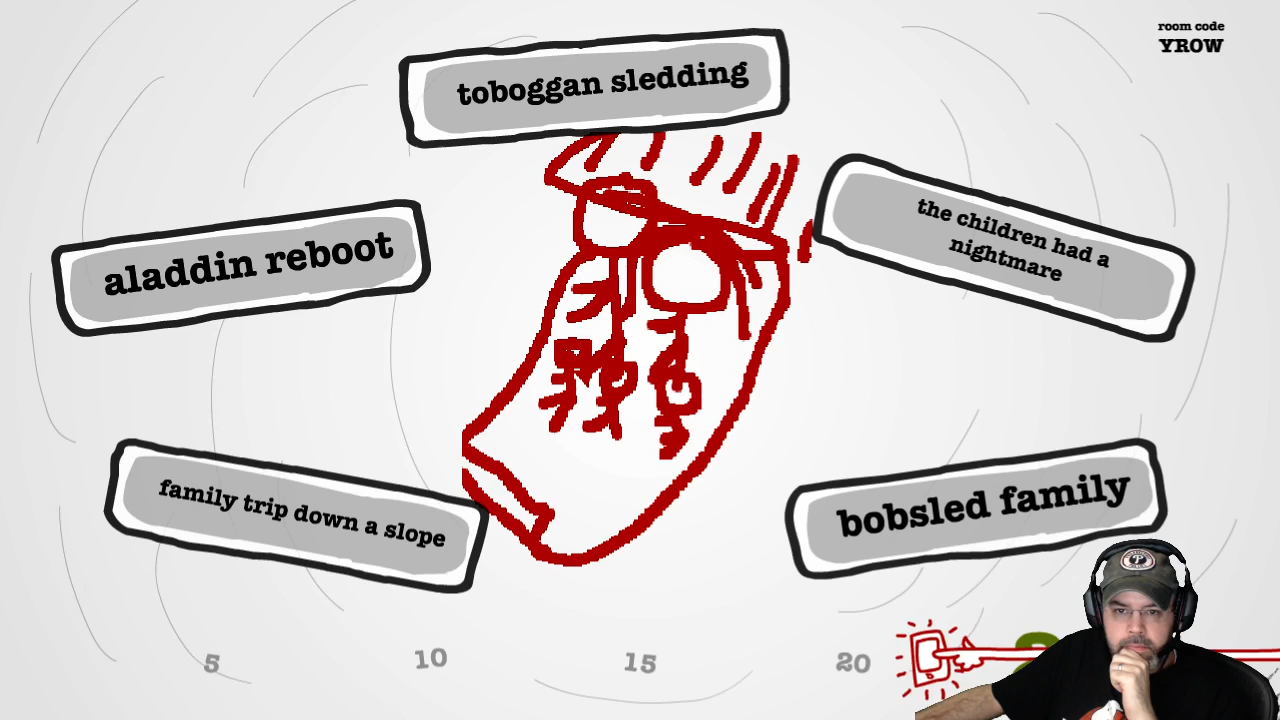 room code
YROW
toboggan sledding
the children had a
nightmare
aladdin reboot
family trip down a slope
bobsled family
5
10
15
20